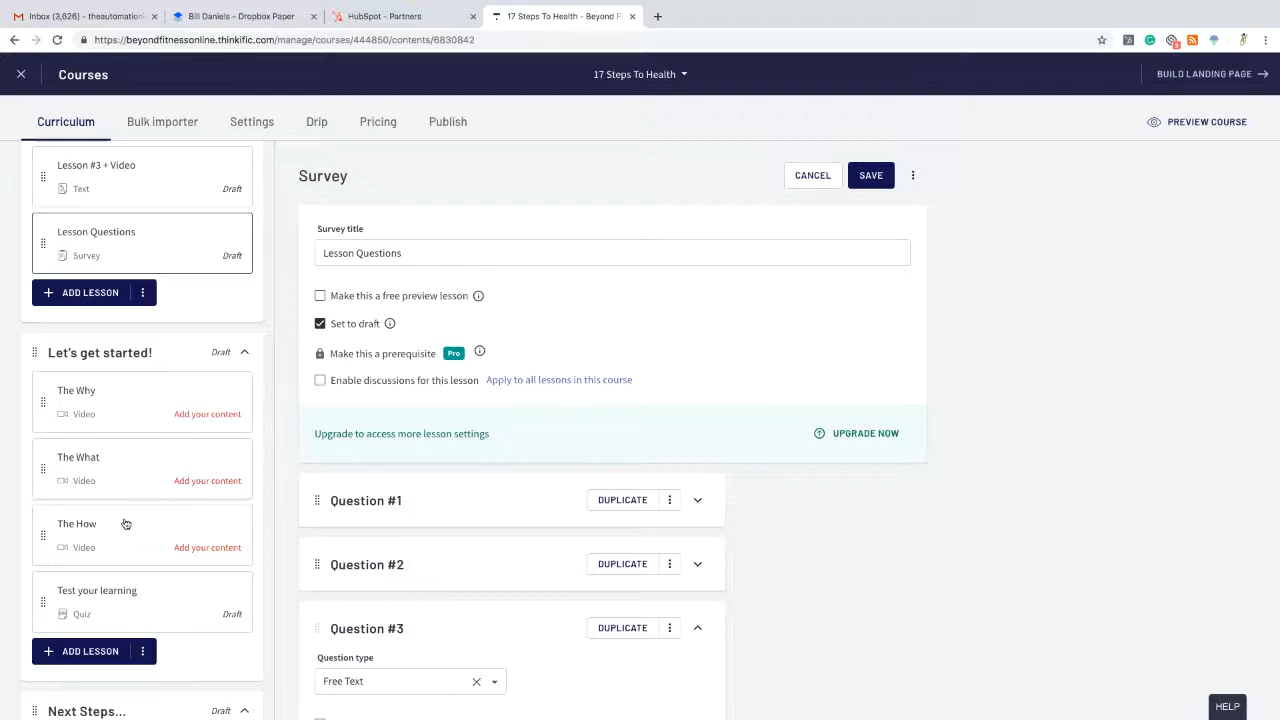 Inbox (3,626) - theautomation
Bill Daniels – Dropbox Paper
HubSpot - Partners
17 Steps To Health - Beyond Fi
https://beyondfitnessonline.thinkific.com/manage/courses/444850/contents/6830842
Courses
17 Steps To Health
BUILD LANDING PAGE
Curriculum
Bulk importer
Settings
Drip
Pricing
Publish
PREVIEW COURSE
Lesson #3 + Video
Text
Draft
Lesson Questions
Survey
Draft
ADD LESSON
Let's get started!
Draft
The Why
Video
Add your content
The What
Video
Add your content
The How
Video
Add your content
Test your learning
Quiz
Draft
ADD LESSON
Next Steps...
Draft
Survey
CANCEL
SAVE
Survey title
Lesson Questions
Make this a free preview lesson
Set to draft
Make this a prerequisite
Pro
Enable discussions for this lesson
Apply to all lessons in this course
Upgrade to access more lesson settings
UPGRADE NOW
Question #1
DUPLICATE
Question #2
DUPLICATE
Question #3
DUPLICATE
Question type
Free Text
HELP